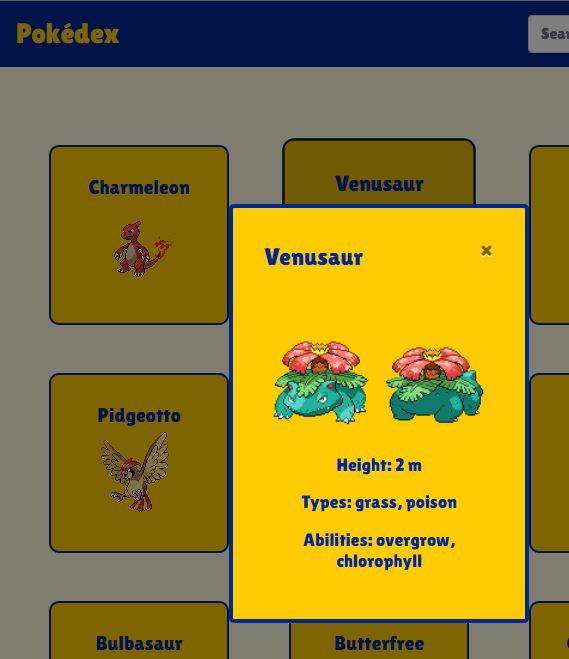 Pokédex
Charmeleon
Venusaur
Venusaur
×
Height: 2 m
Types: grass, poison
Abilities: overgrow,
chlorophyll
Pidgeotto
Bulbasaur
Butterfree